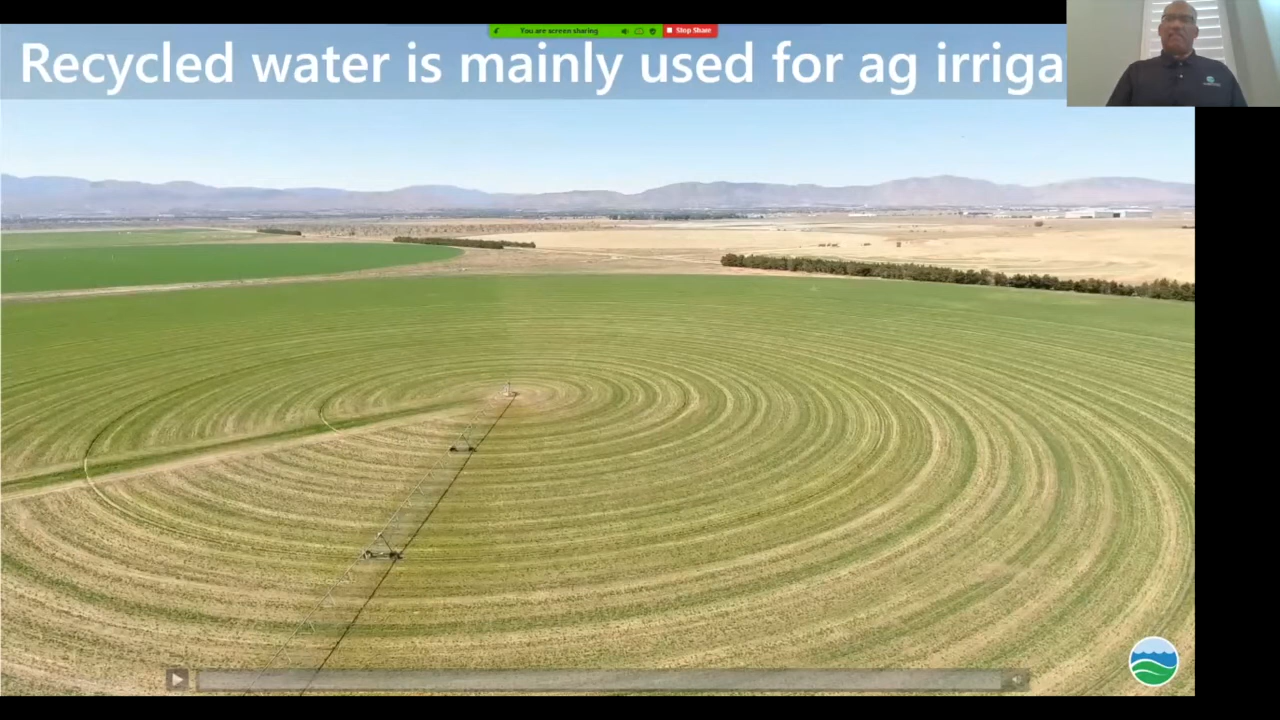 You are screen sharing
Stop Share
Recycled water is mainly used for ag irriga